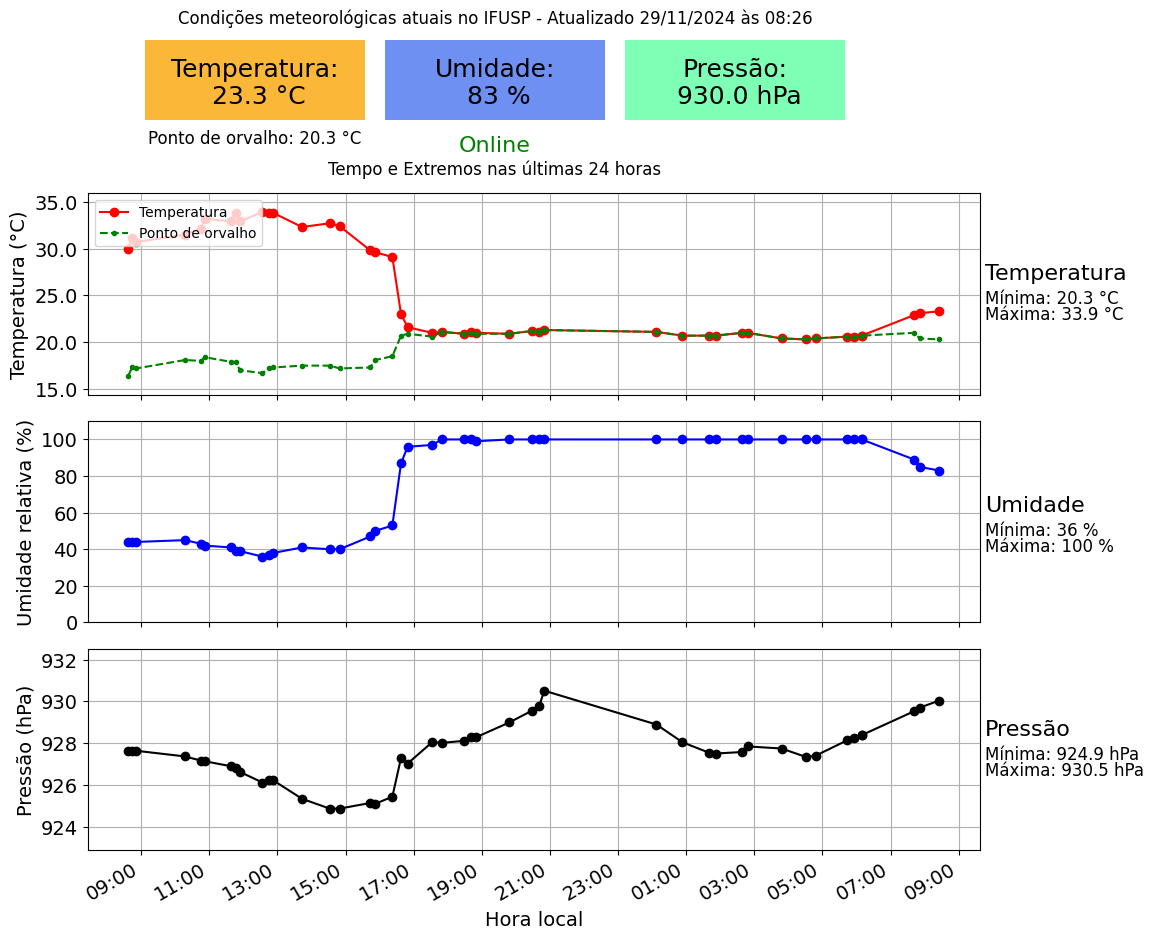 Condições meteorológicas atuais no IFUSP - Atualizado 29/11/2024 às 08:26
Temperatura:
23.3 °C
Umidade:
83 %
Pressão:
930.0 hPa
Ponto de orvalho: 20.3 °C
Online
Tempo e Extremos nas últimas 24 horas
Temperatura (°C)
35.0
30.0
25.0
20.0
15.0
Temperatura
Ponto de orvalho
Temperatura
Mínima: 20.3 °C
Máxima: 33.9 °C
Umidade relativa (%)
100
80
60
40
20
0
Umidade
Mínima: 36 %
Máxima: 100 %
Pressão (hPa)
932
930
928
926
924
Pressão
Mínima: 924.9 hPa
Máxima: 930.5 hPa
09:00
11:00
13:00
15:00
17:00
19:00
21:00
23:00
01:00
03:00
05:00
07:00
09:00
Hora local